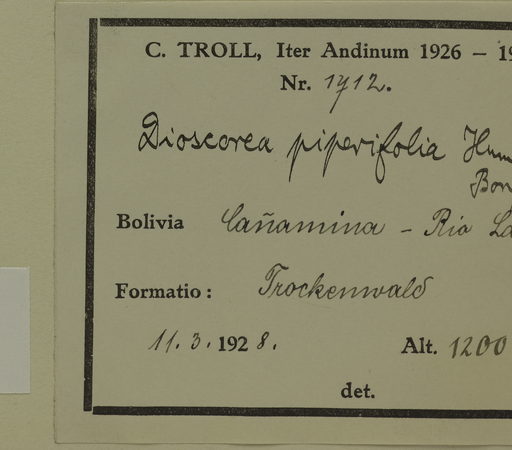 C. TROLL, Iter Andinum 1926 – 19
Nr. 1712.
Dioscorea piperifolia Hum
Bon
Bolivia Cañamina – Rio La
Formatio: Trockenwald
11. 3. 1928.
Alt. 1200
det.